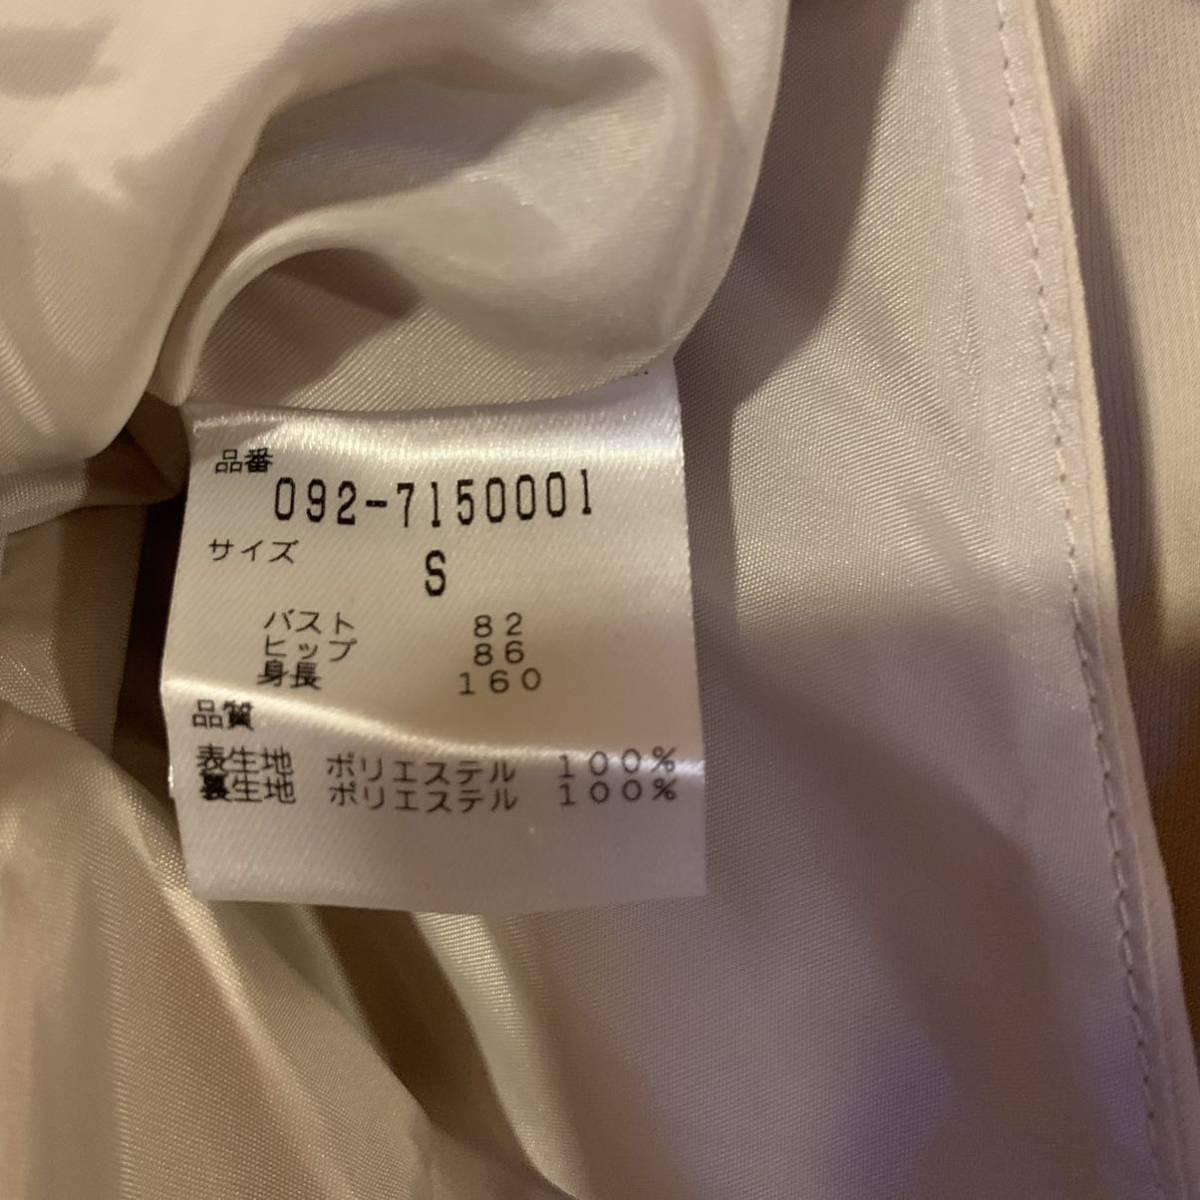 品番
092-7150001
サイズ
S
バスト 82
ヒップ 86
身長 160
品質
表生地 ポリエステル 100%
裏生地 ポリエステル 100%